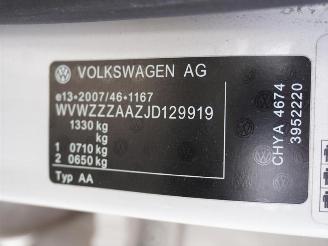 VOLKSWAGEN AG
e13*2007/46*1167
WVWZZZAAZJD129919
1330 kg
kg
1 0710 kg
2 0650 kg
Typ AA
CHYA 4674
3952220